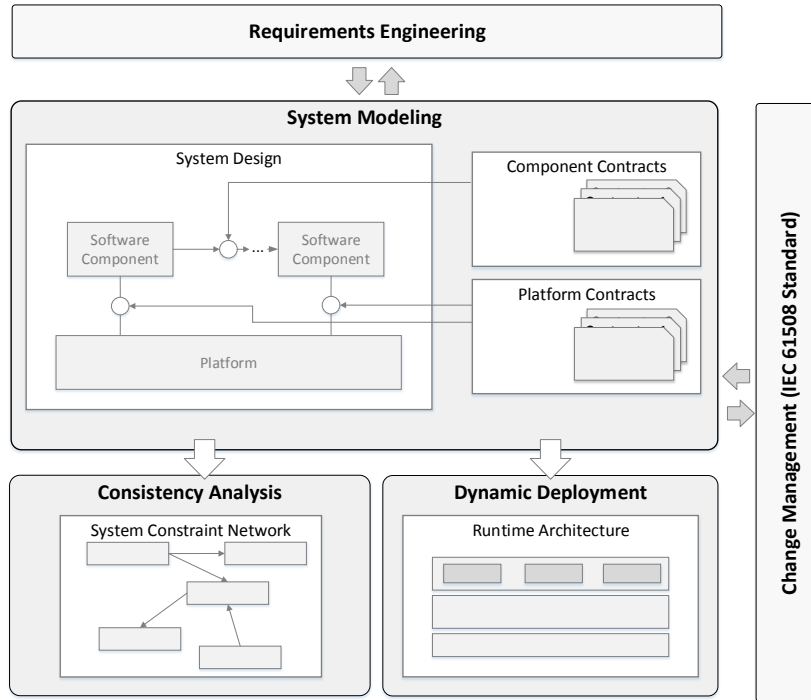 Requirements Engineering
System Modeling
System Design
Software
Component
...
Software
Component
Platform
Component Contracts
Platform Contracts
Change Management (IEC 61508 Standard)
Consistency Analysis
System Constraint Network
Dynamic Deployment
Runtime Architecture